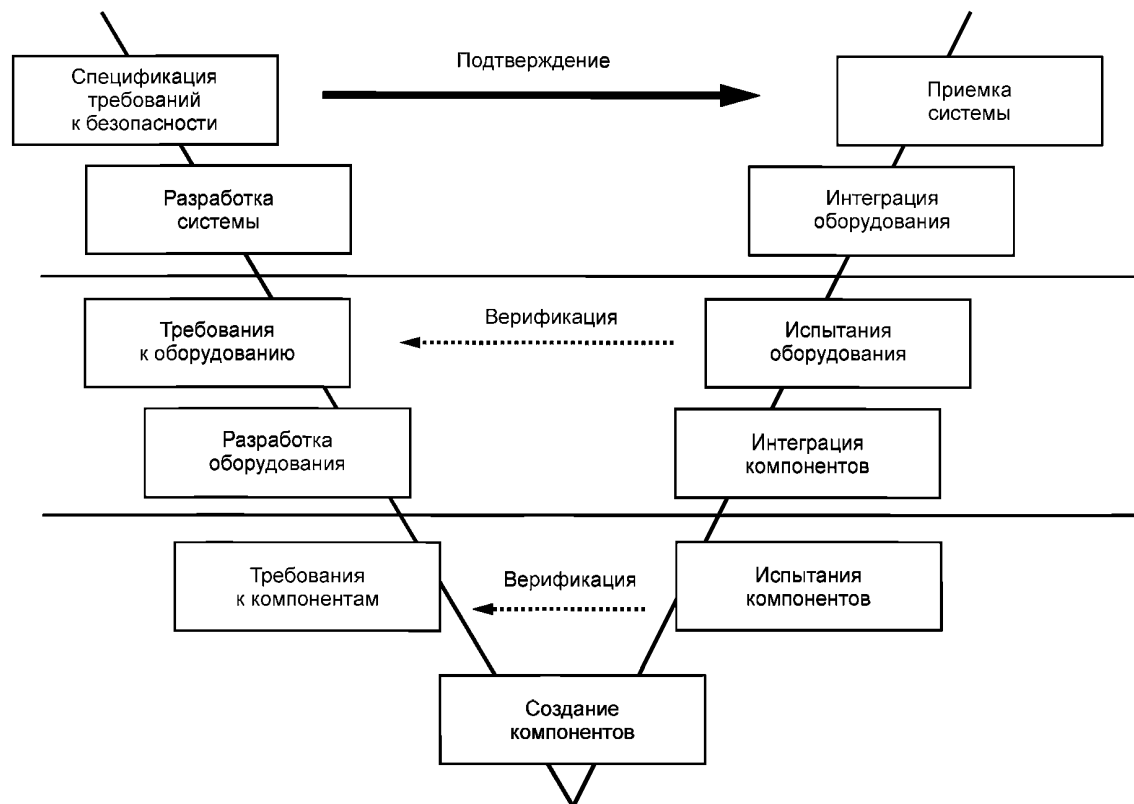 Спецификация
требований
к безопасности
Подтверждение
Приемка
системы
Разработка
системы
Интеграция
оборудования
Требования
к оборудованию
Верификация
Испытания
оборудования
Разработка
оборудования
Интеграция
компонентов
Требования
к компонентам
Верификация
Испытания
компонентов
Создание
компонентов